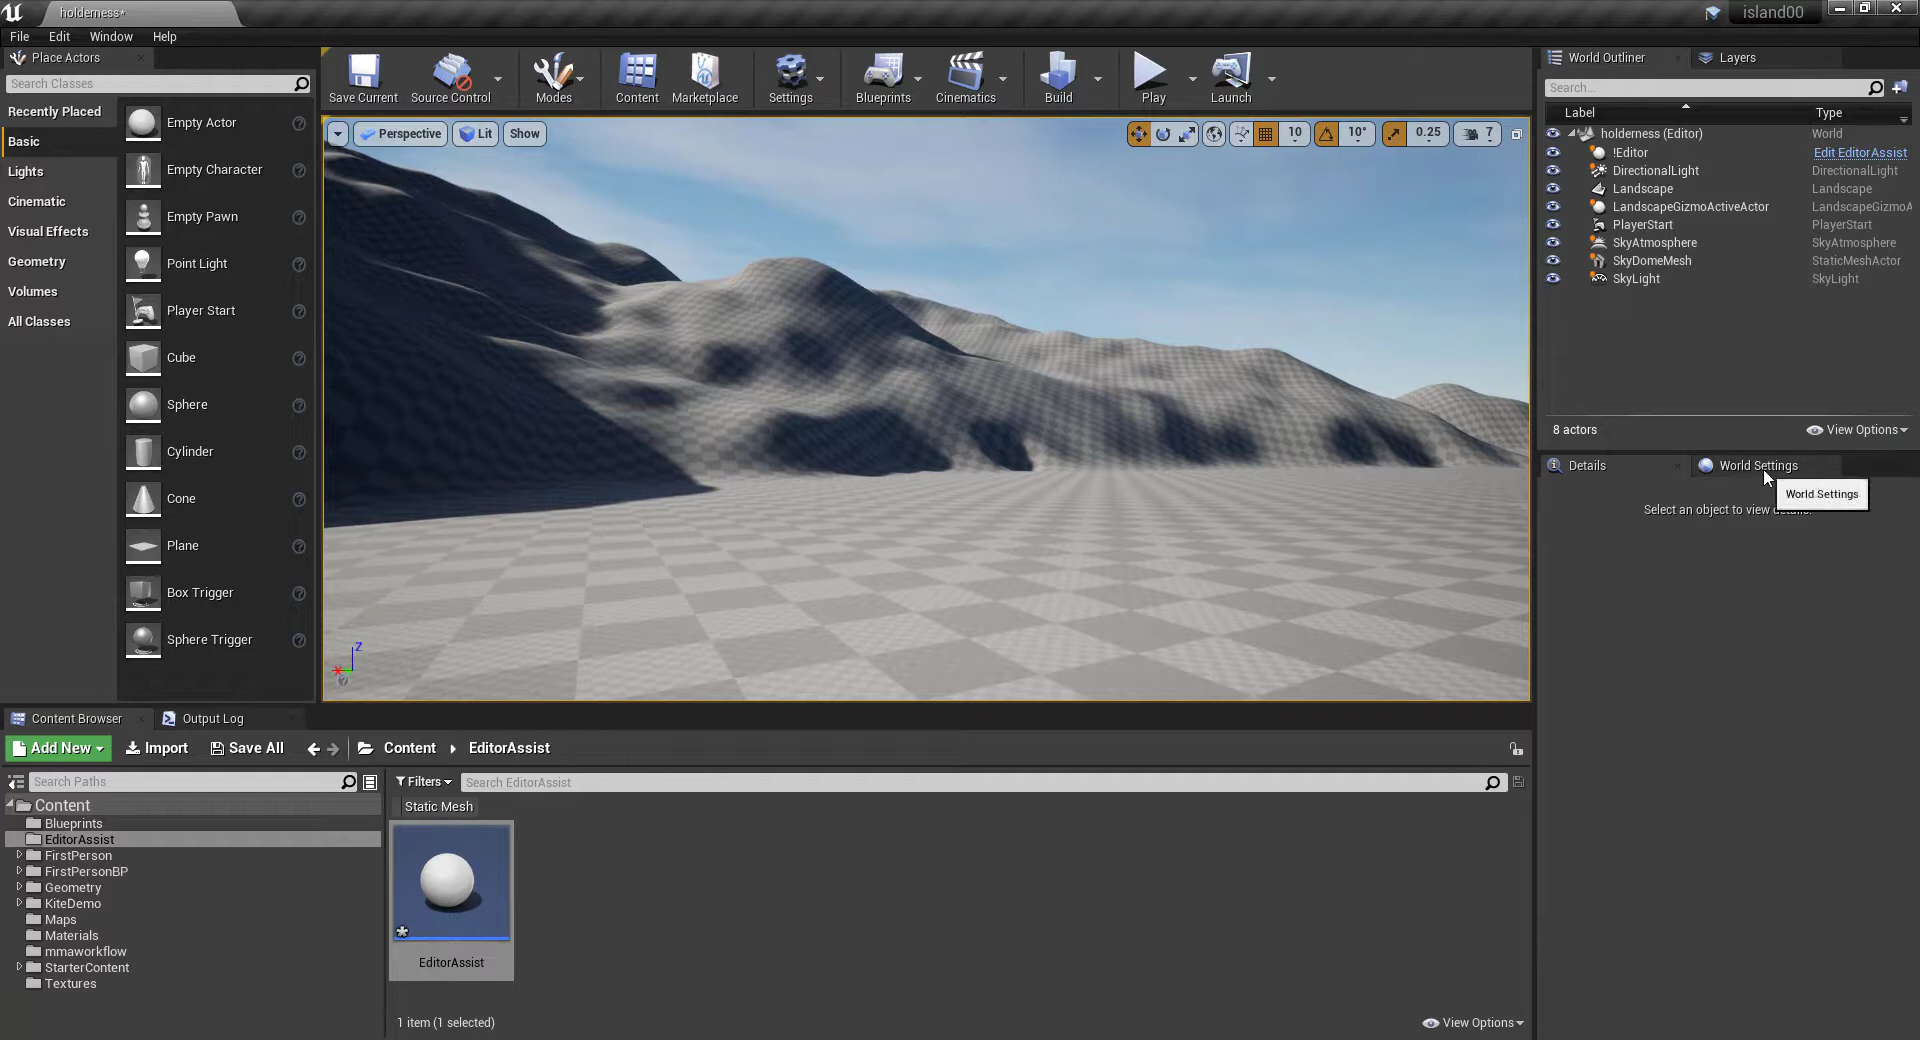 holderness*
island00
File Edit Window Help
Place Actors
Search Classes
Recently Placed
Basic
Lights
Cinematic
Visual Effects
Geometry
Volumes
All Classes
Empty Actor
Empty Character
Empty Pawn
Point Light
Player Start
Cube
Sphere
Cylinder
Cone
Plane
Box Trigger
Sphere Trigger
Save Current
Source Control
Modes
Content
Marketplace
Settings
Blueprints
Cinematics
Build
Play
Launch
Perspective
Lit
Show
10
10°
0.25
7
Z
World Outliner
Layers
Search...
Label Type
holderness (Editor) World
!Editor Edit EditorAssist
DirectionalLight DirectionalLight
Landscape Landscape
LandscapeGizmoActiveActor LandscapeGizmoA
PlayerStart PlayerStart
SkyAtmosphere SkyAtmosphere
SkyDomeMesh StaticMeshActor
SkyLight SkyLight
8 actors
View Options
Details
World Settings
World Settings
Select an object to view details.
Content Browser
Output Log
Add New
Import
Save All
Content
EditorAssist
Search Paths
Content
Blueprints
EditorAssist
FirstPerson
FirstPersonBP
Geometry
KiteDemo
Maps
Materials
mmaworkflow
StarterContent
Textures
Filters
Search EditorAssist
Static Mesh
EditorAssist
1 item (1 selected)
View Options